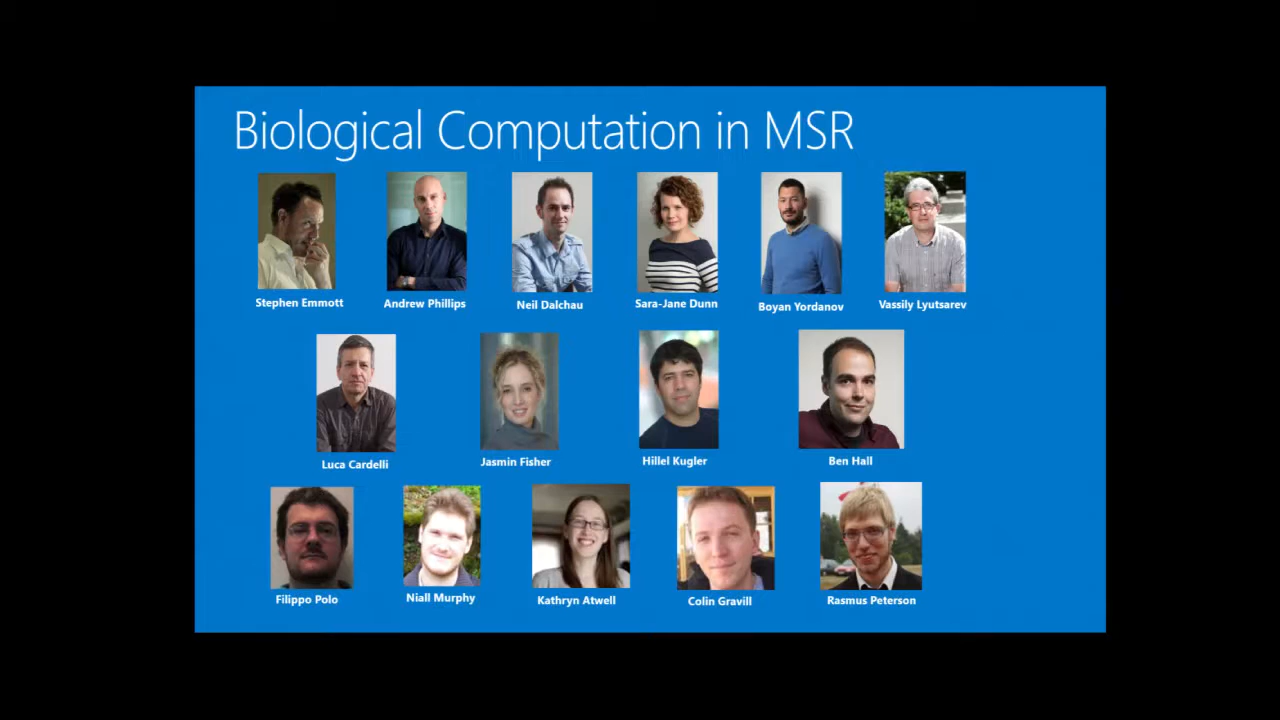 Biological Computation in MSR
Stephen Emmott
Andrew Phillips
Neil Dalchau
Sara-Jane Dunn
Boyan Yordanov
Vassily Lyutsarev
Luca Cardelli
Jasmin Fisher
Hillel Kugler
Ben Hall
Filippo Polo
Niall Murphy
Kathryn Atwell
Colin Gravill
Rasmus Peterson